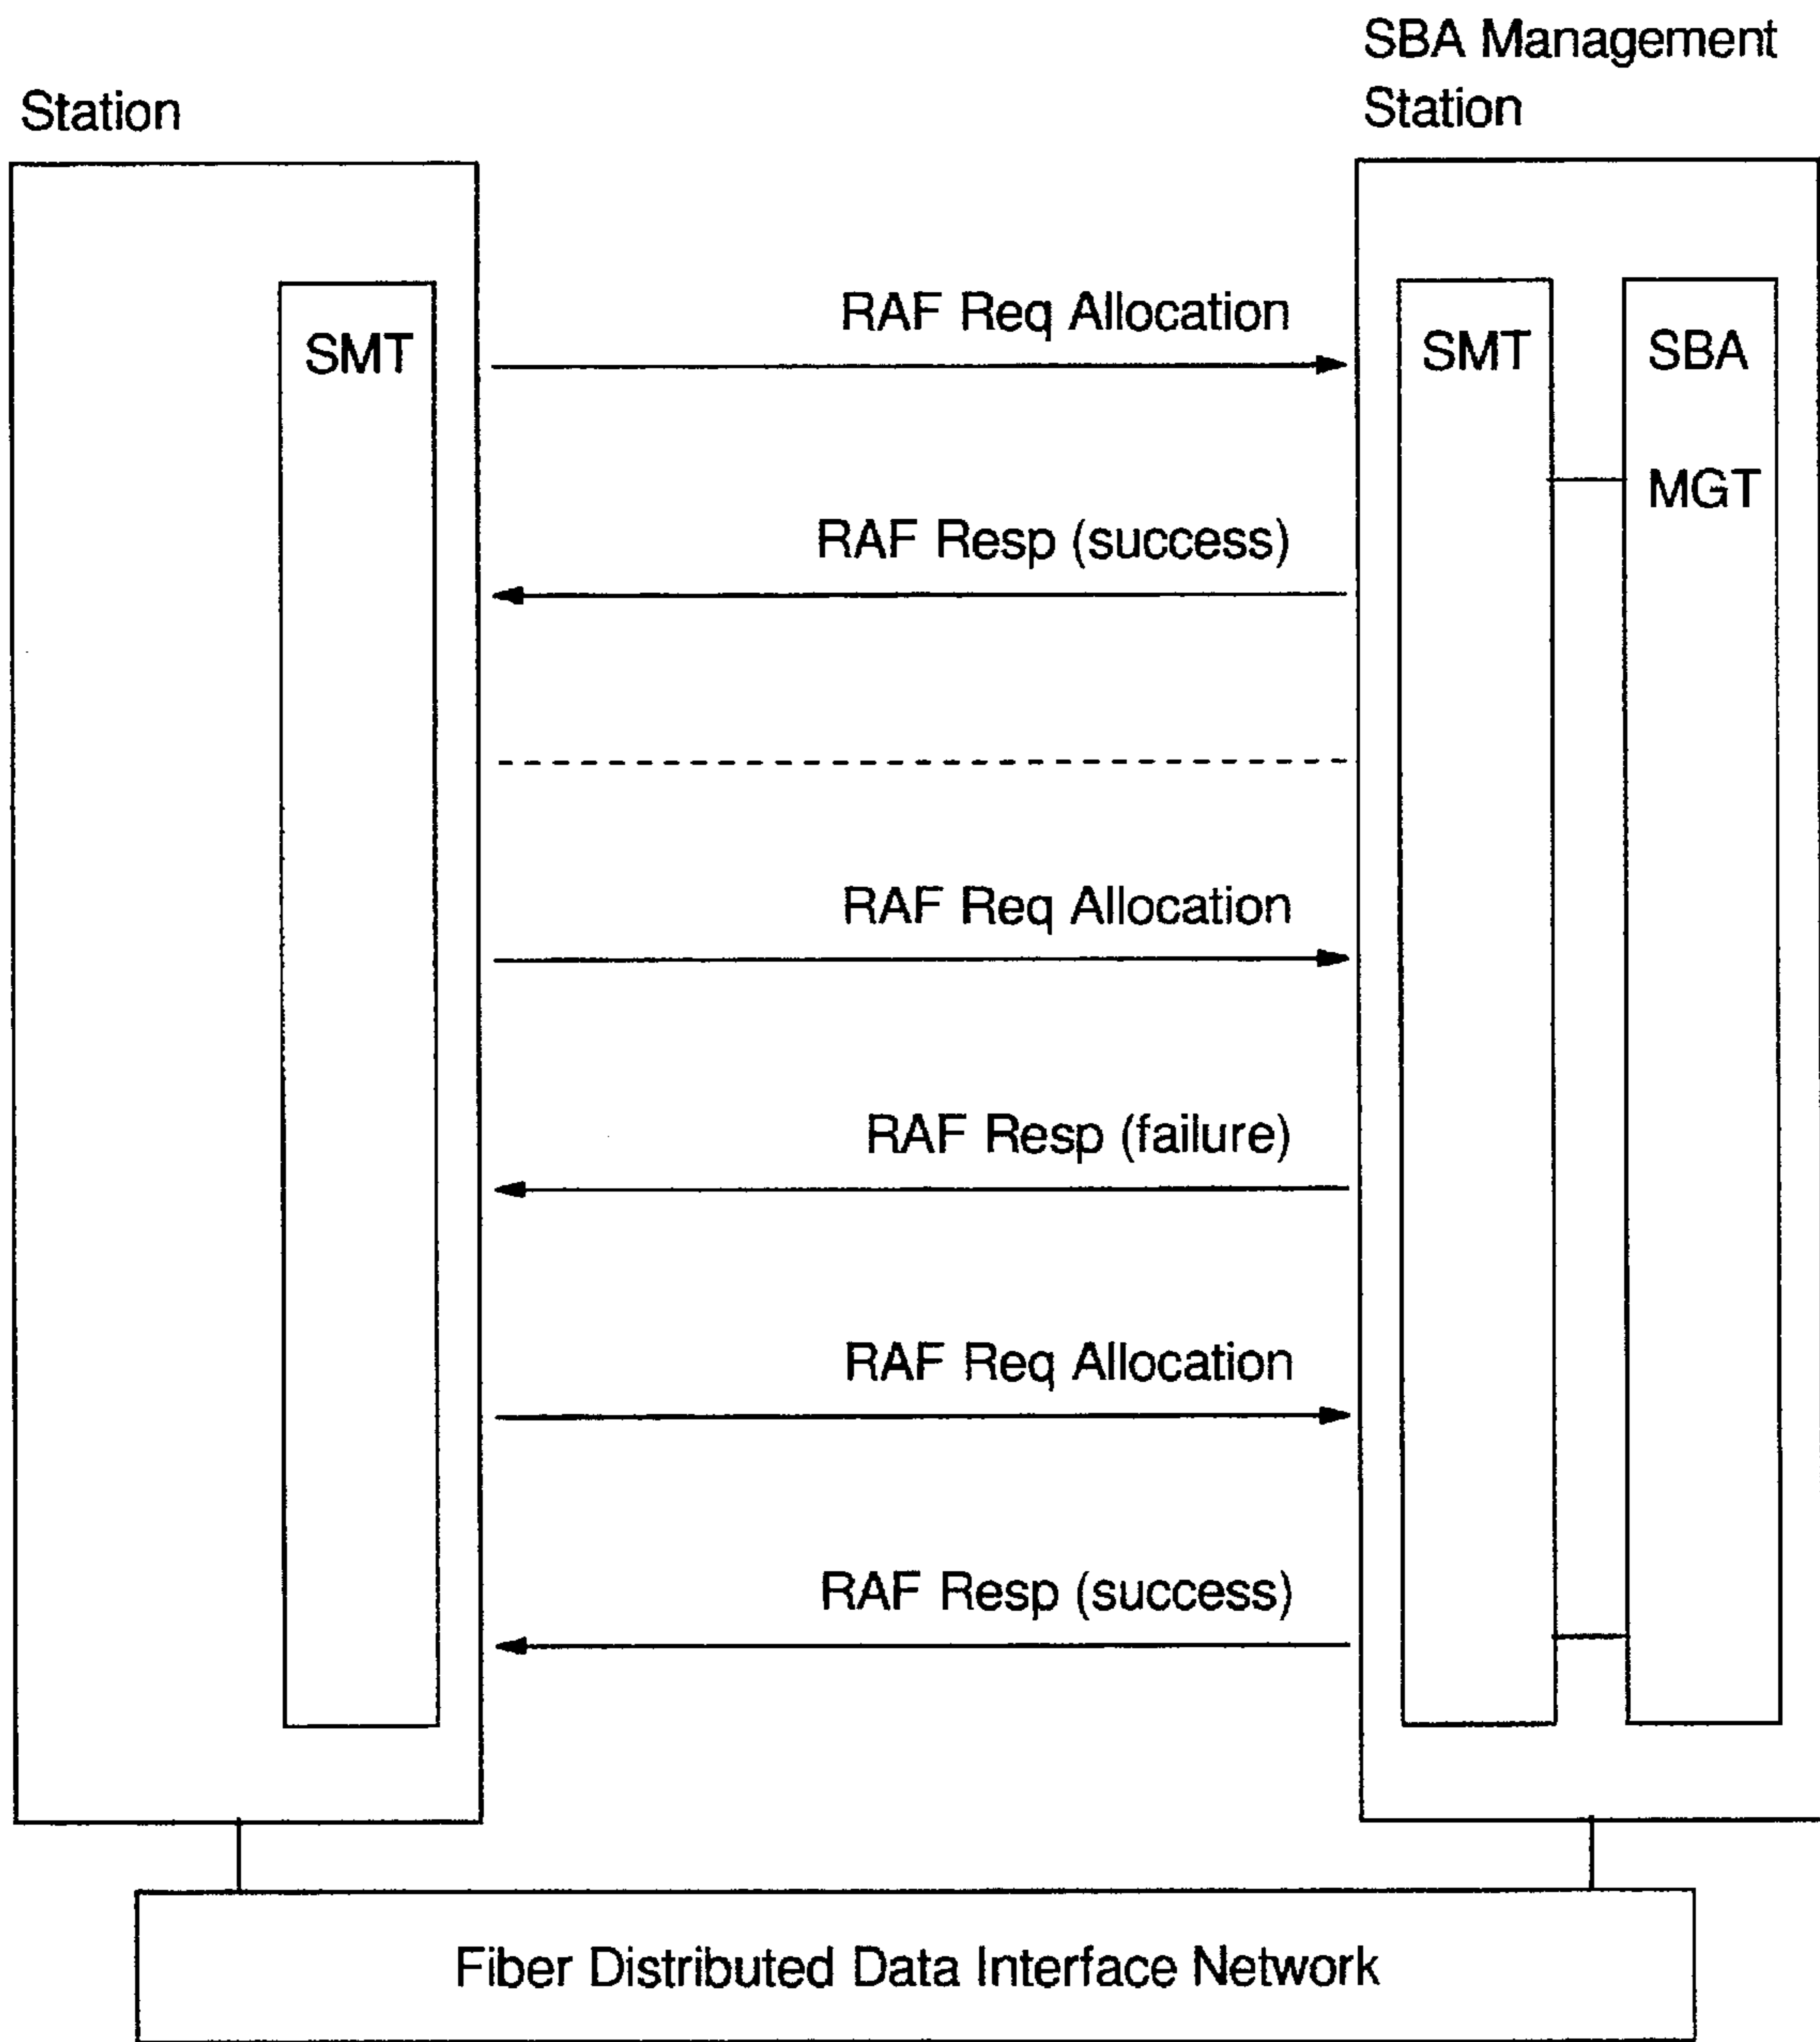 Station
SBA Management
Station
SMT
RAF Req Allocation
SMT
SBA
MGT
RAF Resp (success)
RAF Req Allocation
RAF Resp (failure)
RAF Req Allocation
RAF Resp (success)
Fiber Distributed Data Interface Network